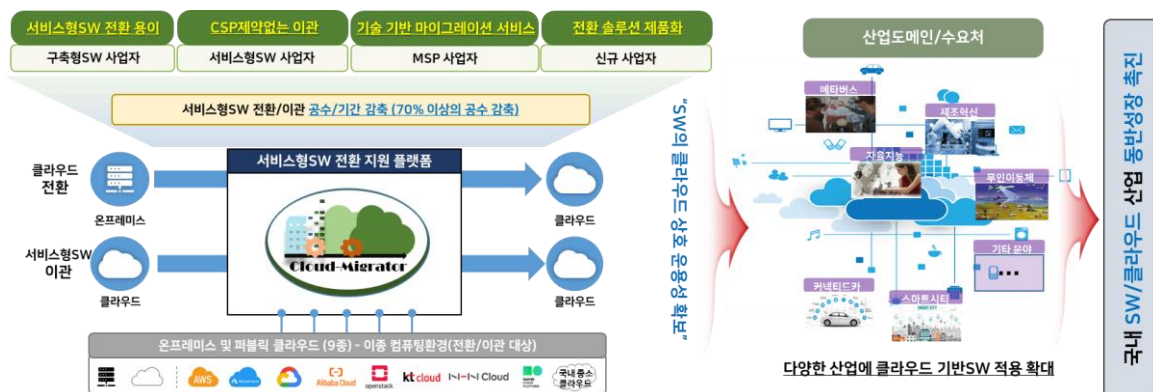 서비스형SW 전환 용이
CSP제약없는 이관
기술 기반 마이그레이션 서비스
전환 솔루션 제품화
구축형SW 사업자
서비스형SW 사업자
MSP 사업자
신규 사업자
서비스형SW 전환/이관 공수/기간 감축 (70% 이상의 공수 감축)
클라우드
전환
온프레미스
서비스형SW
이관
클라우드
서비스형SW 전환 지원 플랫폼
Cloud-Migrator
클라우드
클라우드
온프레미스 및 퍼블릭 클라우드 (9종) - 이종 컴퓨팅환경(전환/이관 대상)
AWS
Alibaba Cloud
openstack
kt cloud
NHN Cloud
국내 중소
클라우드
"SW의 클라우드 상호 운용성 확보"
산업도메인/수요처
메타버스
제조혁신
자율지능
무인이동체
기타 분야
커넥티드카
스마트시티
다양한 산업에 클라우드 기반SW 적용 확대
국내 SW/클라우드 산업 동반성장 촉진